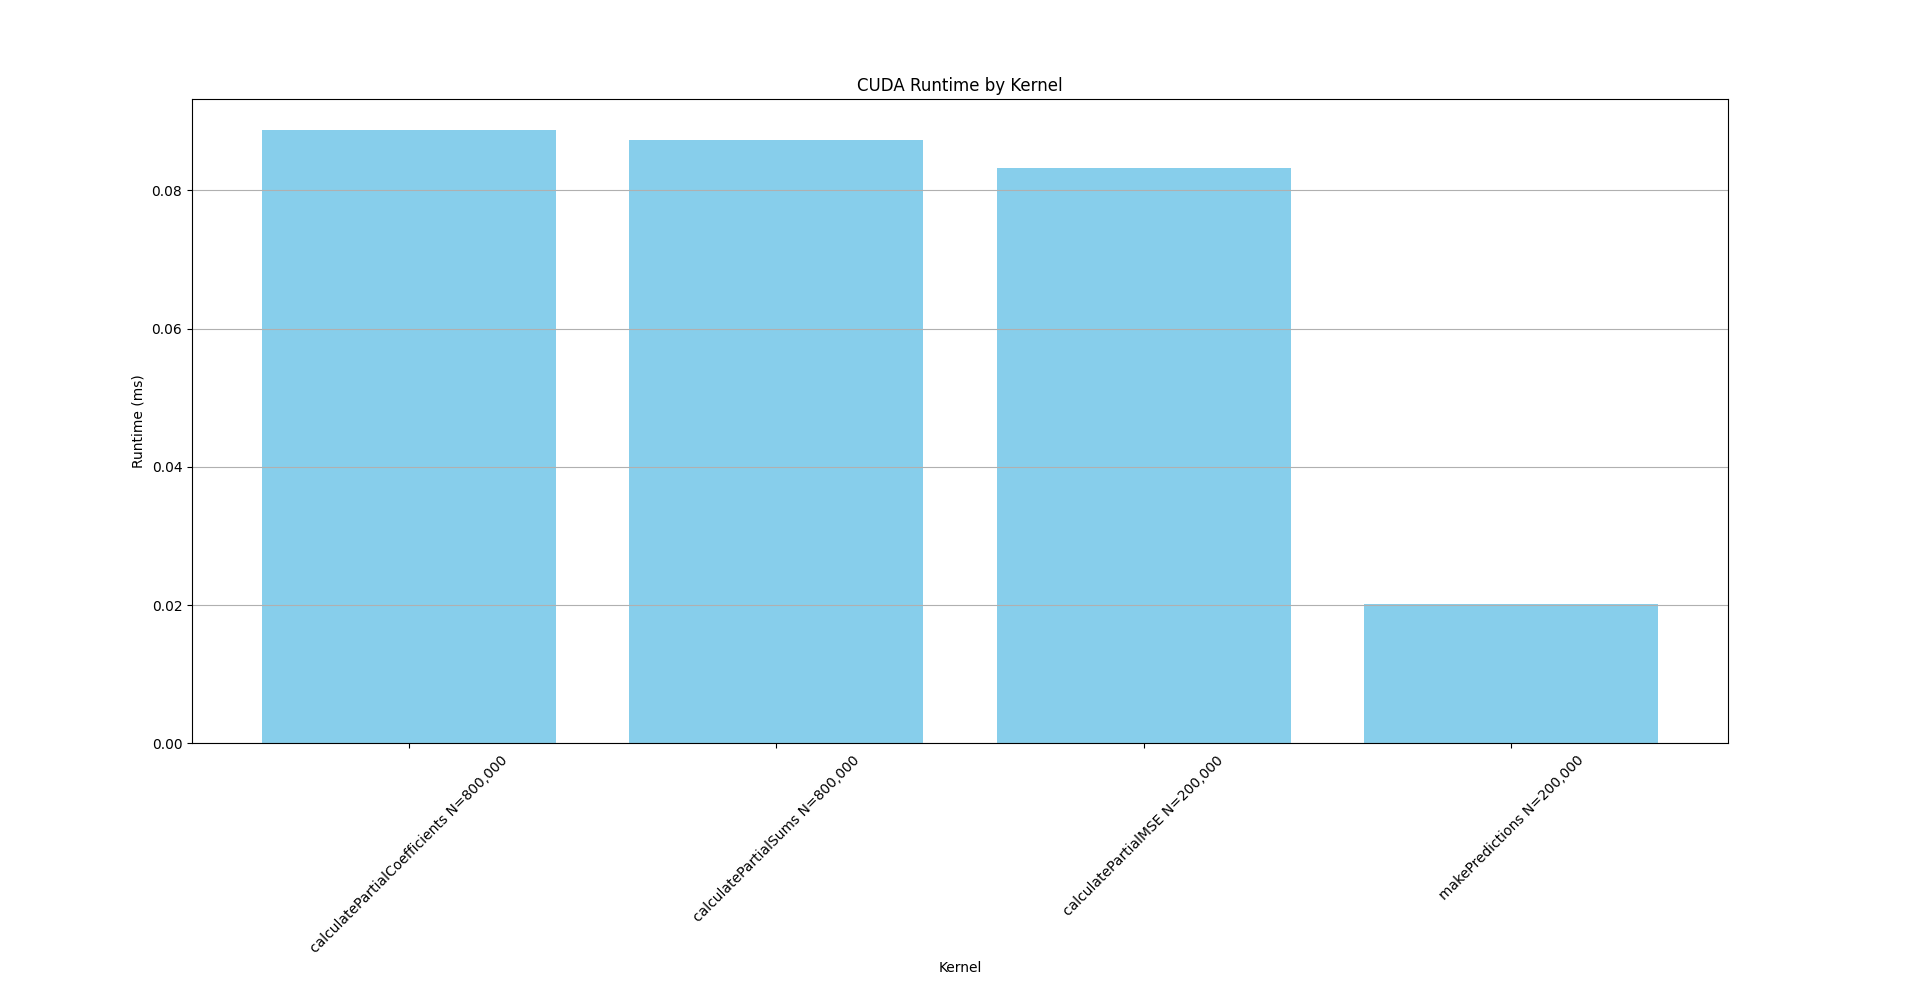 CUDA Runtime by Kernel
Runtime (ms)
0.08
0.06
0.04
0.02
0.00
calculatePartialCoefficients N=800,000
calculatePartialSums N=800,000
calculatePartialMSE N=200,000
makePredictions N=200,000
Kernel